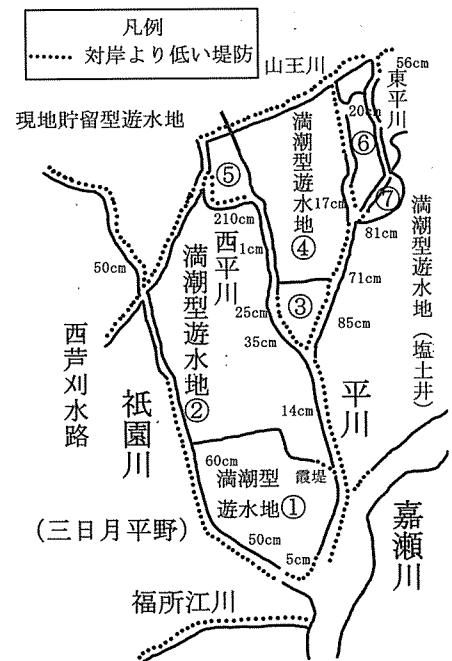 凡例
対岸より低い堤防
山王川
56cm
東平川
現地貯留型遊水地
20cm
⑥
満潮型遊水地④
⑤
17cm
⑦
満潮型遊水地(塩土井)
210cm
81cm
西平川
1cm
満潮型遊水地②
50cm
71cm
③
25cm
85cm
35cm
西芦刈水路
祇園川
平川
14cm
60cm
霞堤
満潮型
遊水地①
嘉瀬川
(三日月平野)
50cm
5cm
福所江川